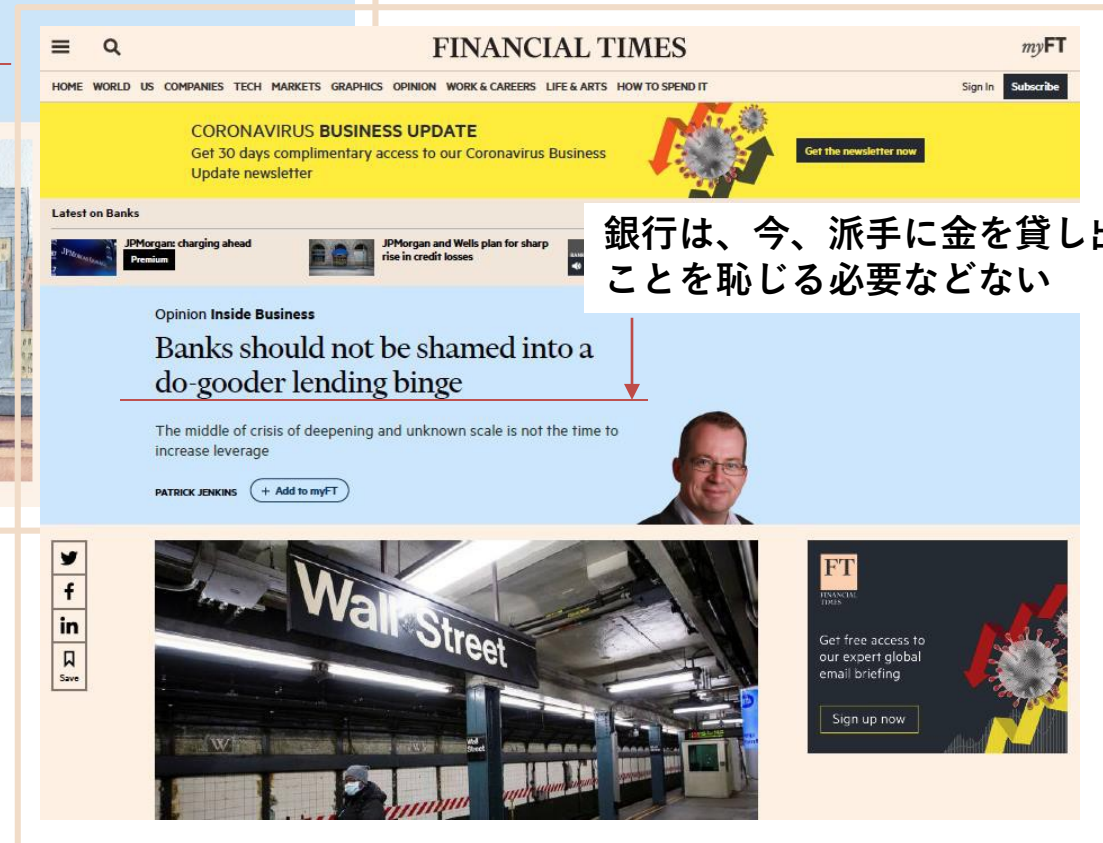 FINANCIAL TIMES
myFT
HOME WORLD US COMPANIES TECH MARKETS GRAPHICS OPINION WORK & CAREERS LIFE & ARTS HOW TO SPEND IT
Sign In Subscribe
CORONAVIRUS BUSINESS UPDATE
Get 30 days complimentary access to our Coronavirus Business
Update newsletter
Get the newsletter now
Latest on Banks
JPMorgan: charging ahead
Premium
JPMorgan and Wells plan for sharp
rise in credit losses
銀行は、今、派手に金を貸し出
ことを恥じる必要などない
Opinion Inside Business
Banks should not be shamed into a
do-gooder lending binge
The middle of crisis of deepening and unknown scale is not the time to
increase leverage
PATRICK JENKINS
+ Add to myFT
Save
Wall Street
W
Wall
Street
FT
FINANCIAL
TIMES
Get free access to
our expert global
email briefing
Sign up now